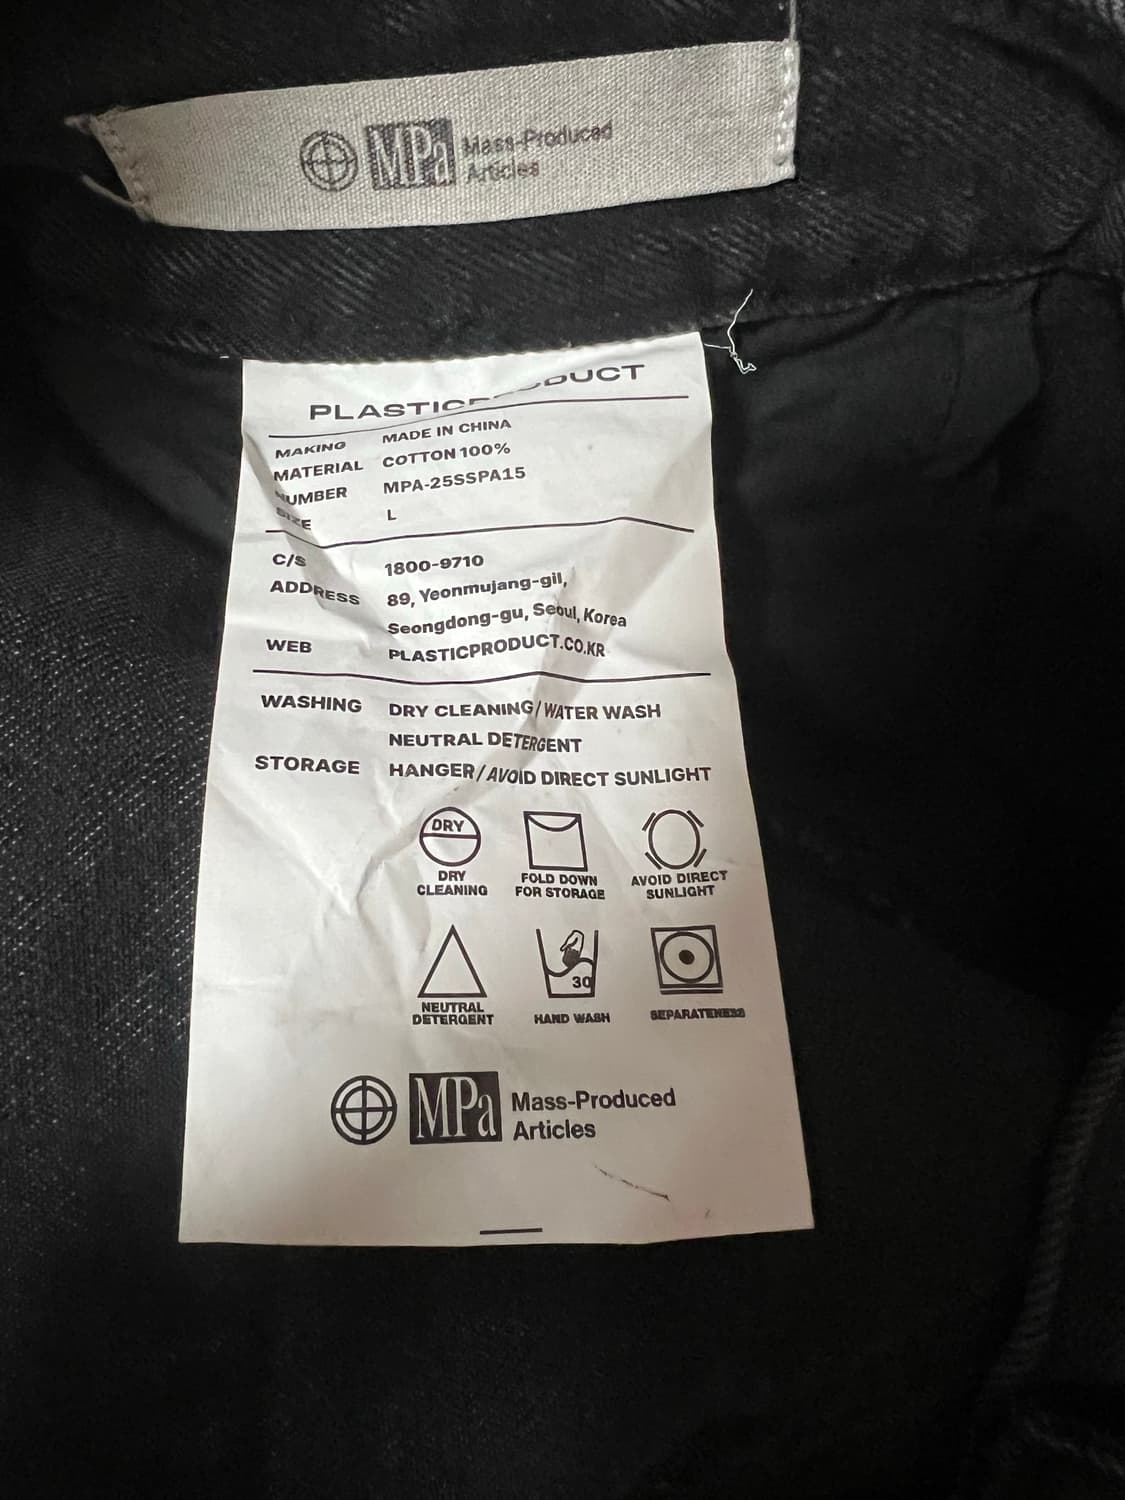 MPa Mass-Produced
Articles
PLASTICPRODUCT
MAKING MADE IN CHINA
MATERIAL COTTON 100%
NUMBER MPA-25SSPA15
SIZE L
C/S 1800-9710
ADDRESS 89, Yeonmujang-gil,
Seongdong-gu, Seoul, Korea
WEB PLASTICPRODUCT.CO.KR
WASHING DRY CLEANING/WATER WASH
NEUTRAL DETERGENT
STORAGE HANGER/AVOID DIRECT SUNLIGHT
DRY
DRY
CLEANING
FOLD DOWN
FOR STORAGE
AVOID DIRECT
SUNLIGHT
NEUTRAL
DETERGENT
30
HAND WASH
SEPARATENESS
MPa Mass-Produced
Articles